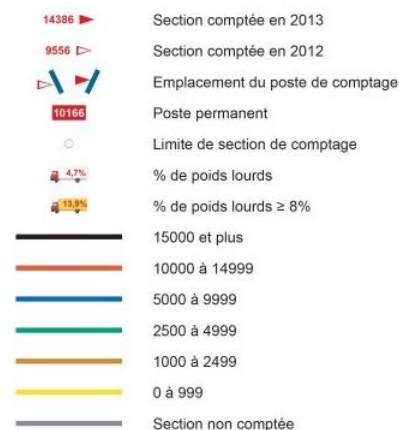 14386 Section comptée en 2013
9556 Section comptée en 2012
Emplacement du poste de comptage
10166 Poste permanent
Limite de section de comptage
4,7% % de poids lourds
13,9% % de poids lourds ≥ 8%
15000 et plus
10000 à 14999
5000 à 9999
2500 à 4999
1000 à 2499
0 à 999
Section non comptée